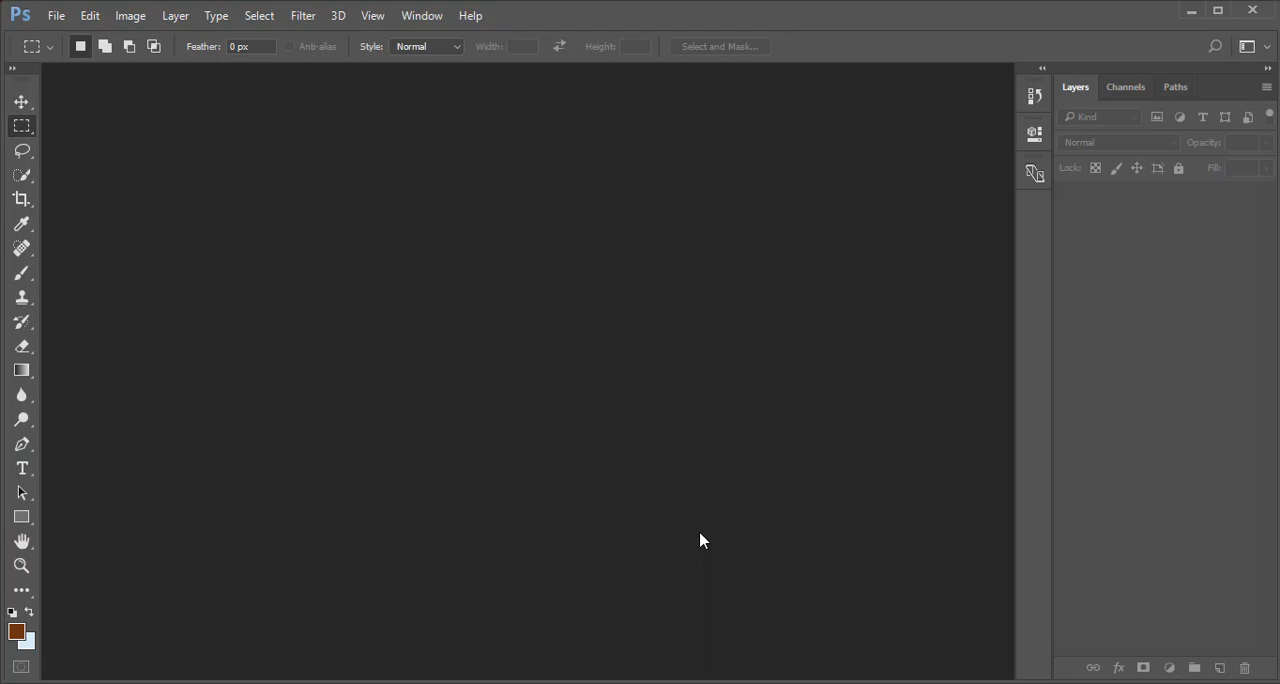 Ps File Edit Image Layer Type Select Filter 3D View Window Help
Feather: 0 px Anti-alias Style: Normal Width: Height: Select and Mask...
Layers Channels Paths
Kind
Normal Opacity:
Lock: Fill: